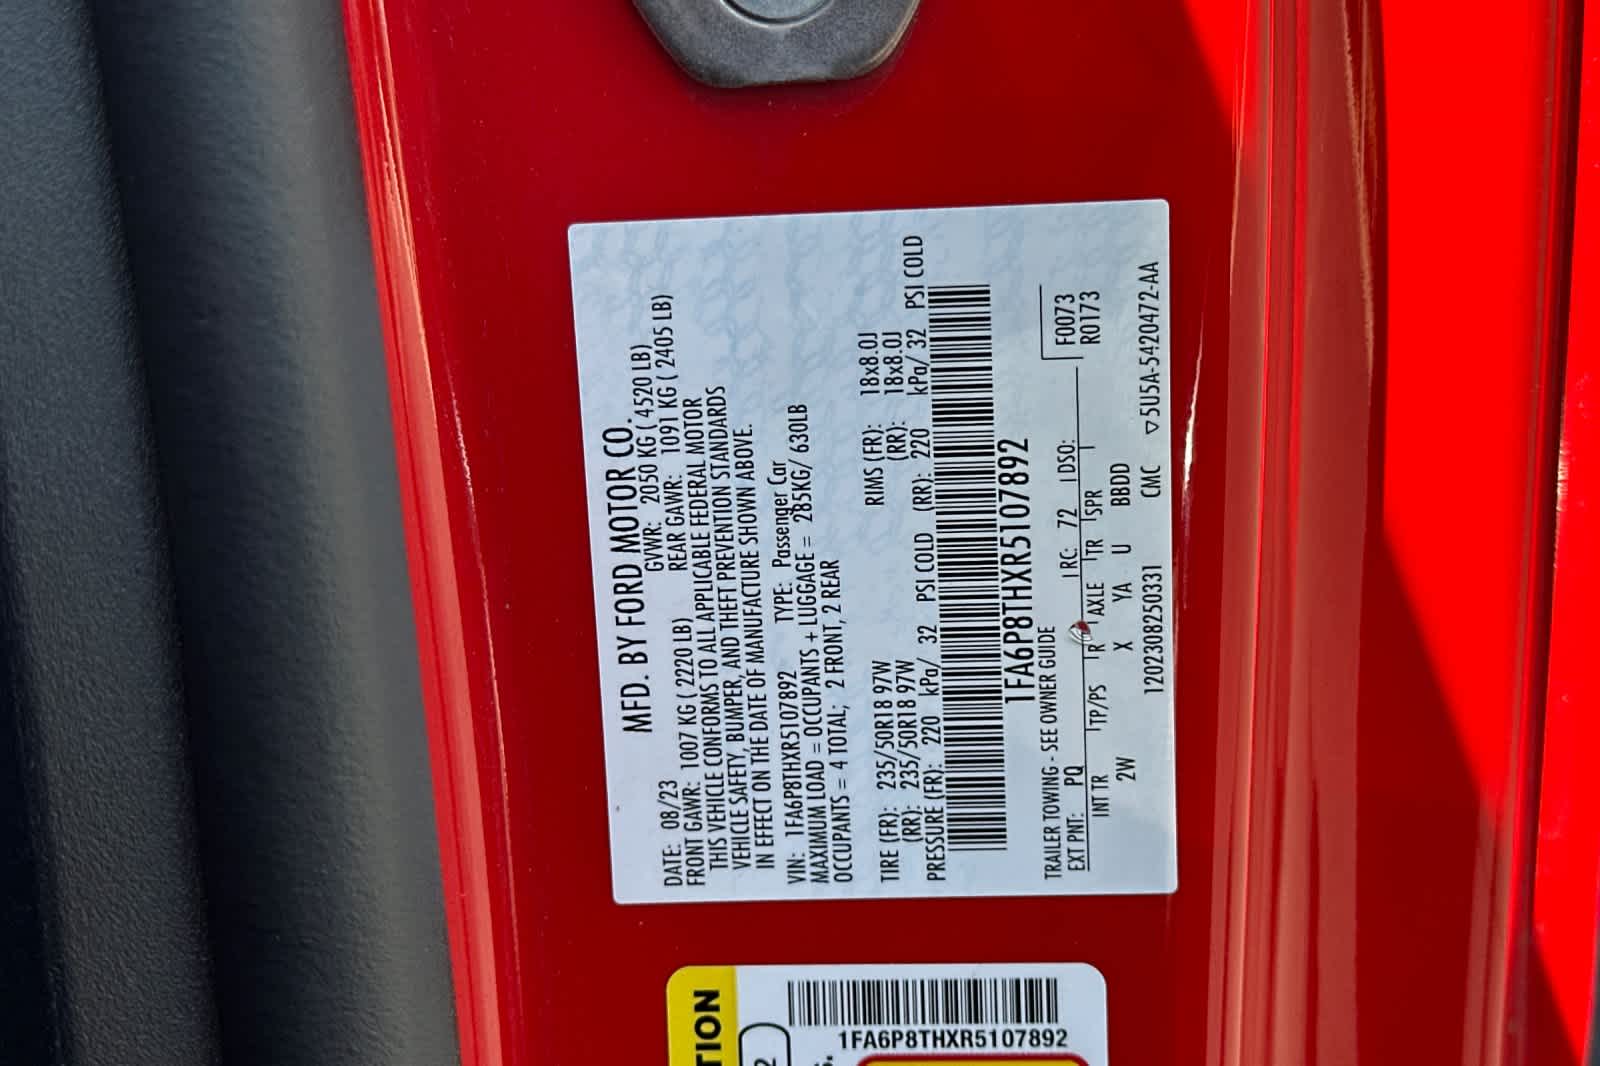 MFD. BY FORD MOTOR CO.
DATE: 08/23 GVWR: 2050 KG ( 4520 LB)
FRONT GAWR: 1007 KG ( 2220 LB) REAR GAWR: 1091 KG ( 2405 LB)
THIS VEHICLE CONFORMS TO ALL APPLICABLE FEDERAL MOTOR
VEHICLE SAFETY, BUMPER, AND THEFT PREVENTION STANDARDS
IN EFFECT ON THE DATE OF MANUFACTURE SHOWN ABOVE.
VIN: 1FA6P8THXR5107892 TYPE: Passenger Car
MAXIMUM LOAD = OCCUPANTS + LUGGAGE = 285KG/ 630LB
OCCUPANTS = 4 TOTAL; 2 FRONT, 2 REAR
TIRE (FR): 235/50R18 97W RIMS (FR): 18x8.0J
(RR): 235/50R18 97W (RR): 18x8.0J
PRESSURE (FR): 220 kPa/ 32 PSI COLD (RR): 220 kPa/ 32 PSI COLD
1FA6P8THXR5107892
TRAILER TOWING - SEE OWNER GUIDE F0073
EXT PNT: PQ RC: 72 DSO: R0173
INT TR TP/PS R AXLE TR SPR
2W X YA U BBDD
120230825033​1 CMC ▽5U5A-5420472-AA
TION
1FA6P8THXR5107892